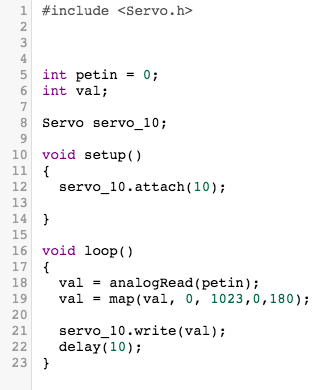 1 #include <Servo.h>
2
3
4
5 int petin = 0;
6 int val;
7
8 Servo servo_10;
9
10 void setup()
11 {
12   servo_10.attach(10);
13
14 }
15
16 void loop()
17 {
18   val = analogRead(petin);
19   val = map(val, 0, 1023,0,180);
20
21   servo_10.write(val);
22   delay(10);
23 }